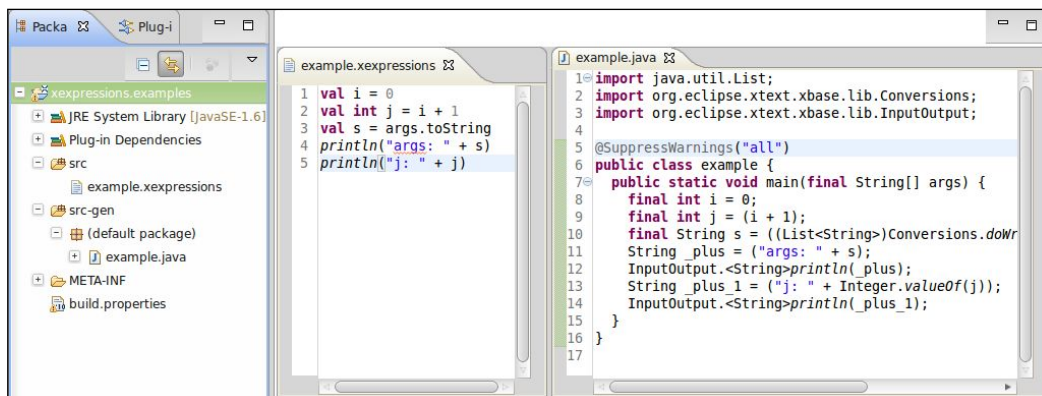 Packa
Plug-i
xexpressions.examples
JRE System Library [JavaSE-1.6]
Plug-in Dependencies
src
example.xexpressions
src-gen
(default package)
example.java
META-INF
build.properties
example.xexpressions
1 val i = 0
2 val int j = i + 1
3 val s = args.toString
4 println("args: " + s)
5 println("j: " + j)
example.java
1 import java.util.List;
2 import org.eclipse.xtext.xbase.lib.Conversions;
3 import org.eclipse.xtext.xbase.lib.InputOutput;
4
5 @SuppressWarnings("all")
6 public class example {
7 public static void main(final String[] args) {
8 final int i = 0;
9 final int j = (i + 1);
10 final String s = ((List<String>)Conversions.doWr
11 String _plus = ("args: " + s);
12 InputOutput.<String>println(_plus);
13 String _plus_1 = ("j: " + Integer.valueOf(j));
14 InputOutput.<String>println(_plus_1);
15 }
16 }
17